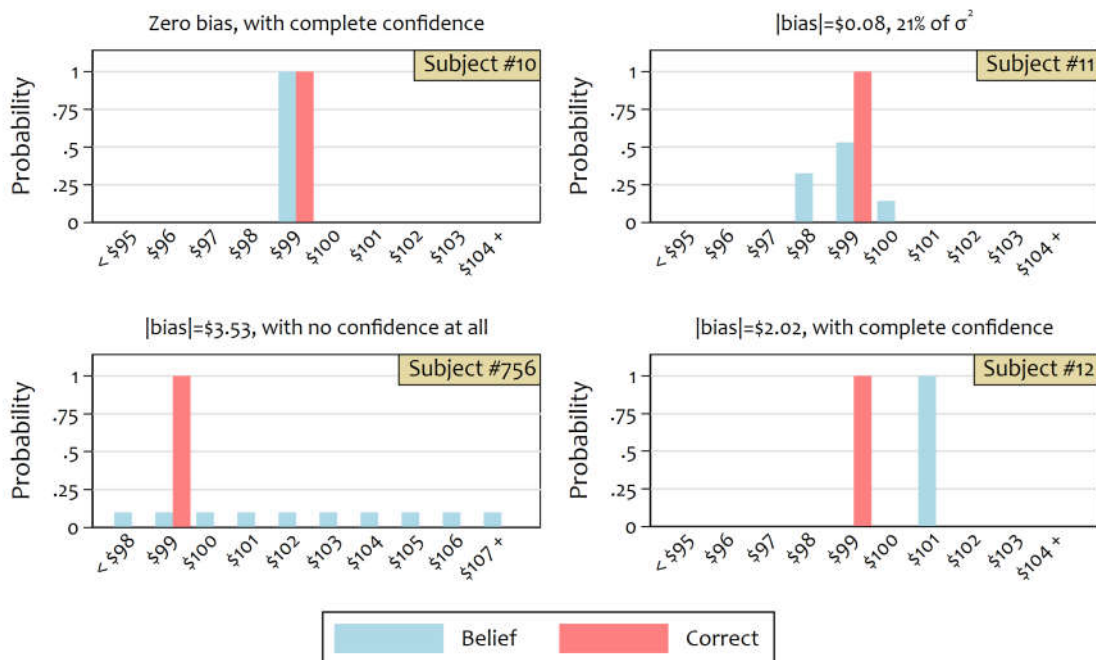 Zero bias, with complete confidence
Subject #10
Probability
1
.75
.5
.25
0
< $95 $96 $97 $98 $99 $100 $101 $102 $103 $104 +
|bias|=$0.08, 21% of σ²
Subject #11
Probability
1
.75
.5
.25
0
< $95 $96 $97 $98 $99 $100 $101 $102 $103 $104 +
|bias|=$3.53, with no confidence at all
Subject #756
Probability
1
.75
.5
.25
0
< $98 $99 $100 $101 $102 $103 $104 $105 $106 $107 +
|bias|=$2.02, with complete confidence
Subject #12
Probability
1
.75
.5
.25
0
< $95 $96 $97 $98 $99 $100 $101 $102 $103 $104 +
Belief Correct